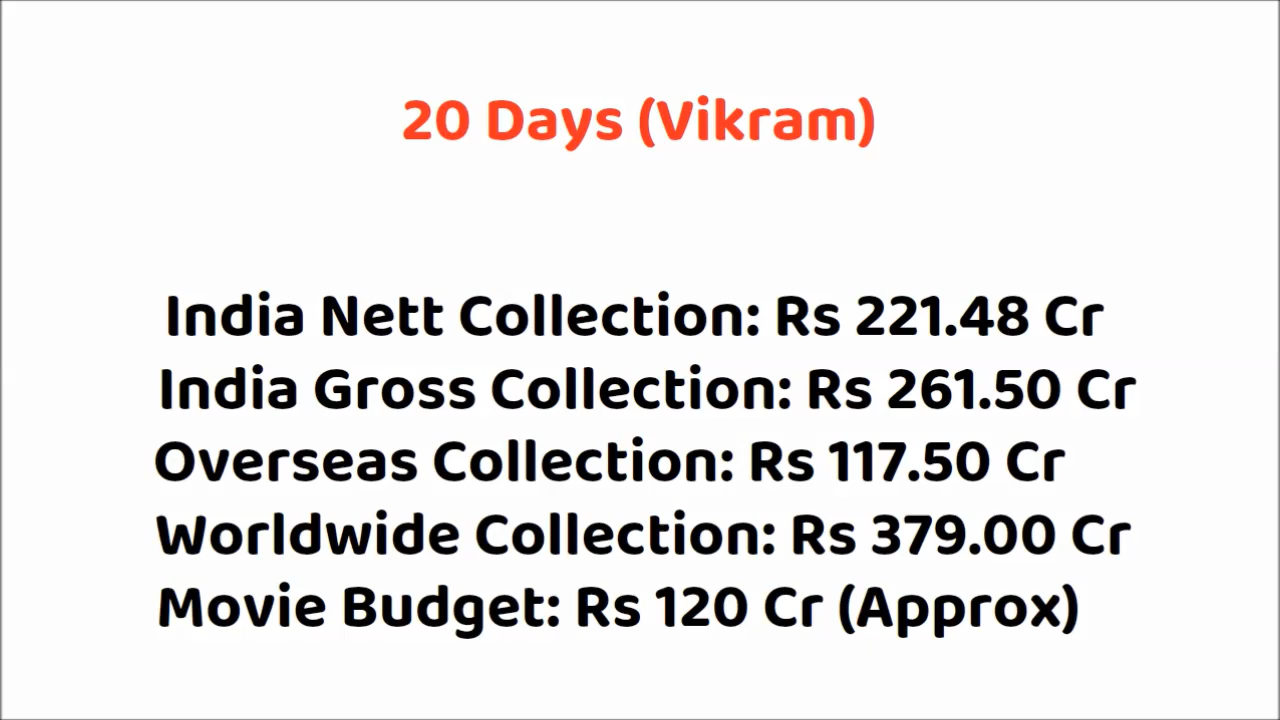 20 Days (Vikram)
India Nett Collection: Rs 221.48 Cr
India Gross Collection: Rs 261.50 Cr
Overseas Collection: Rs 117.50 Cr
Worldwide Collection: Rs 379.00 Cr
Movie Budget: Rs 120 Cr (Approx)